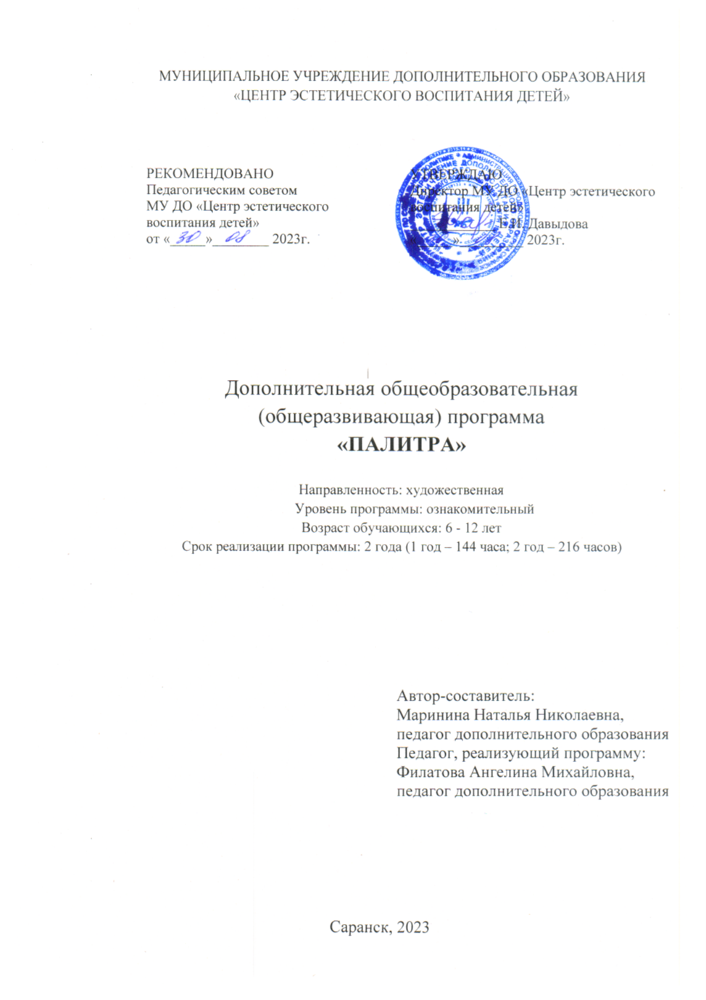 МУНИЦИПАЛЬНОЕ УЧРЕЖДЕНИЕ ДОПОЛНИТЕЛЬНОГО ОБРАЗОВАНИЯ
«ЦЕНТР ЭСТЕТИЧЕСКОГО ВОСПИТАНИЯ ДЕТЕЙ»
РЕКОМЕНДОВАНО
Педагогическим советом
МУ ДО «Центр эстетического
воспитания детей»
от «30» 08 2023г.
УТВЕРЖДАЮ
Директор МУ ДО «Центр эстетического
воспитания детей»
Давыдова
2023г.
Дополнительная общеобразовательная
(общеразвивающая) программа
«ПАЛИТРА»
Направленность: художественная
Уровень программы: ознакомительный
Возраст обучающихся: 6 - 12 лет
Срок реализации программы: 2 года (1 год – 144 часа; 2 год – 216 часов)
Автор-составитель:
Маринина Наталья Николаевна,
педагог дополнительного образования
Педагог, реализующий программу:
Филатова Ангелина Михайловна,
педагог дополнительного образования
Саранск, 2023